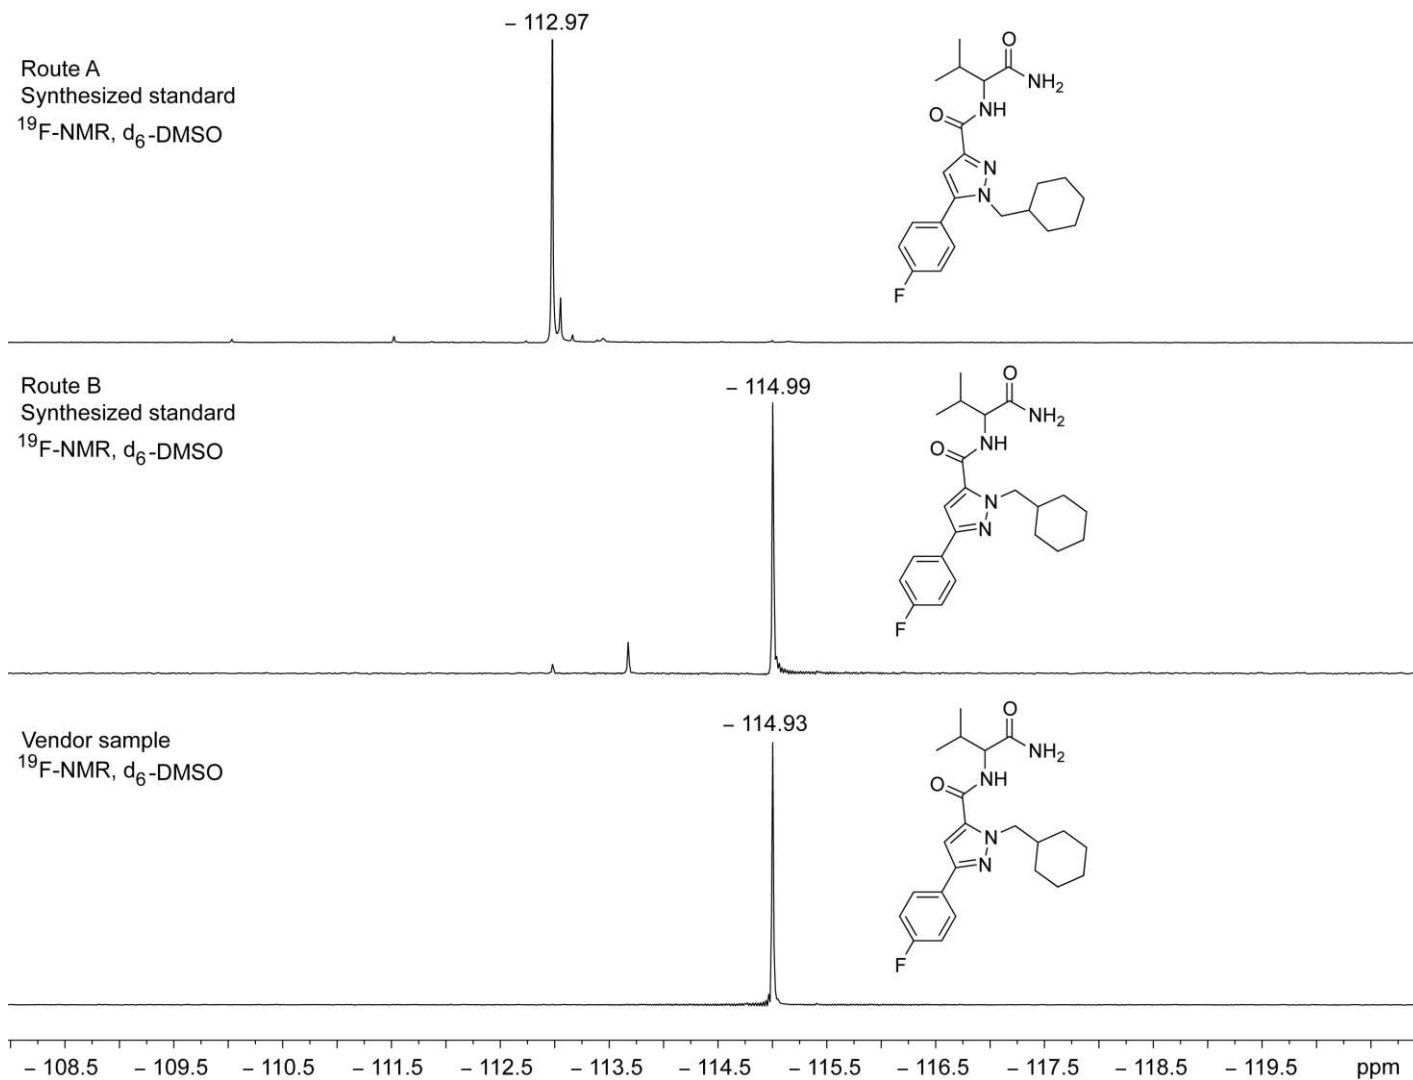 – 112.97
Route A
Synthesized standard
¹⁹F-NMR, d₆-DMSO
O
NH₂
NH
O
N
N
F
– 114.99
Route B
Synthesized standard
¹⁹F-NMR, d₆-DMSO
O
NH₂
NH
O
N
N
F
– 114.93
Vendor sample
¹⁹F-NMR, d₆-DMSO
O
NH₂
NH
O
N
N
F
– 108.5 – 109.5 – 110.5 – 111.5 – 112.5 – 113.5 – 114.5 – 115.5 – 116.5 – 117.5 – 118.5 – 119.5 ppm